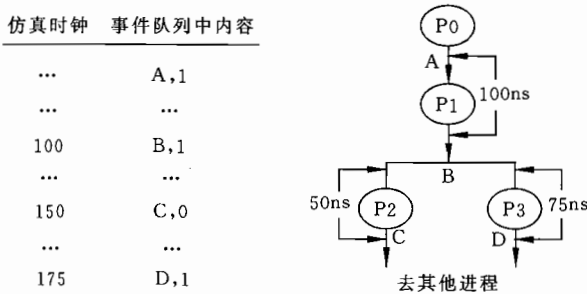 仿真时钟 事件队列中内容
… A,1
… …
100 B,1
… …
150 C,0
… …
175 D,1
P0
A
P1 100ns
B
50ns P2 P3 75ns
C D
去其他进程